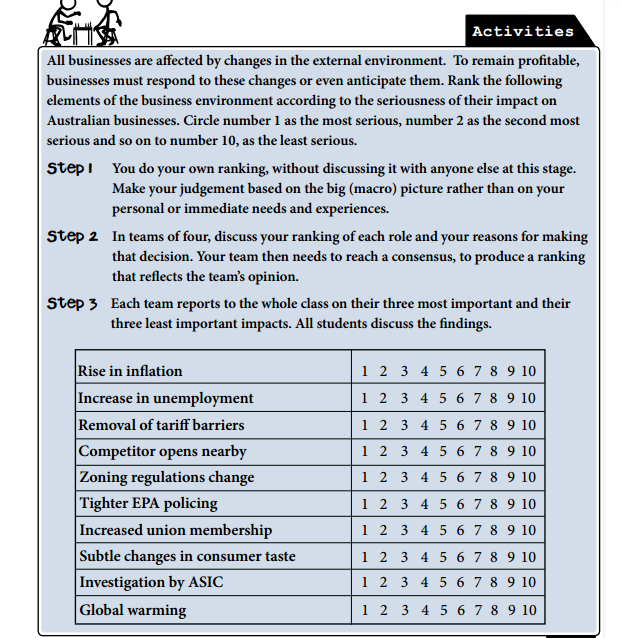 Activities
All businesses are affected by changes in the external environment. To remain profitable,
businesses must respond to these changes or even anticipate them. Rank the following
elements of the business environment according to the seriousness of their impact on
Australian businesses. Circle number 1 as the most serious, number 2 as the second most
serious and so on to number 10, as the least serious.
Step 1 You do your own ranking, without discussing it with anyone else at this stage.
Make your judgement based on the big (macro) picture rather than on your
personal or immediate needs and experiences.
Step 2 In teams of four, discuss your ranking of each role and your reasons for making
that decision. Your team then needs to reach a consensus, to produce a ranking
that reflects the team's opinion.
Step 3 Each team reports to the whole class on their three most important and their
three least important impacts. All students discuss the findings.
Rise in inflation 1 2 3 4 5 6 7 8 9 10
Increase in unemployment 1 2 3 4 5 6 7 8 9 10
Removal of tariff barriers 1 2 3 4 5 6 7 8 9 10
Competitor opens nearby 1 2 3 4 5 6 7 8 9 10
Zoning regulations change 1 2 3 4 5 6 7 8 9 10
Tighter EPA policing 1 2 3 4 5 6 7 8 9 10
Increased union membership 1 2 3 4 5 6 7 8 9 10
Subtle changes in consumer taste 1 2 3 4 5 6 7 8 9 10
Investigation by ASIC 1 2 3 4 5 6 7 8 9 10
Global warming 1 2 3 4 5 6 7 8 9 10